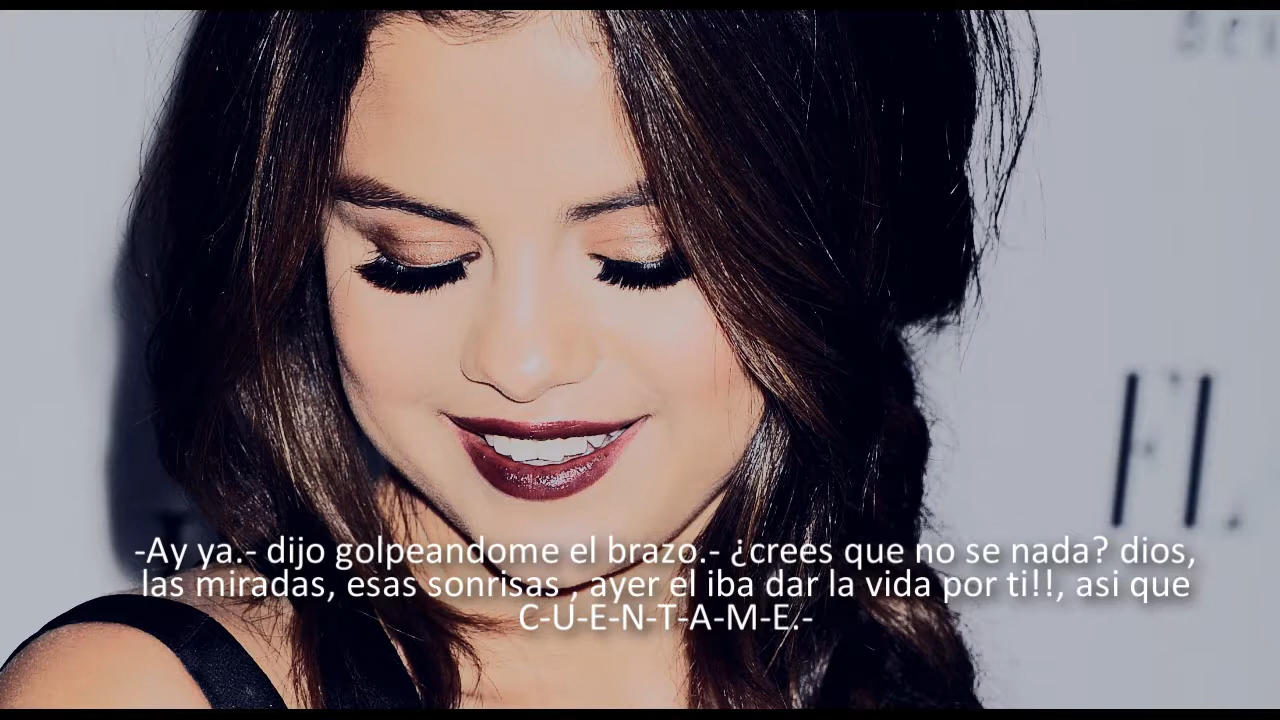 -Ay ya.- dijo golpeandome el brazo.- ¿crees que no se nada? dios,
las miradas, esas sonrisas , ayer el iba dar la vida por ti!!, asi que
C-U-E-N-T-A-M-E.-